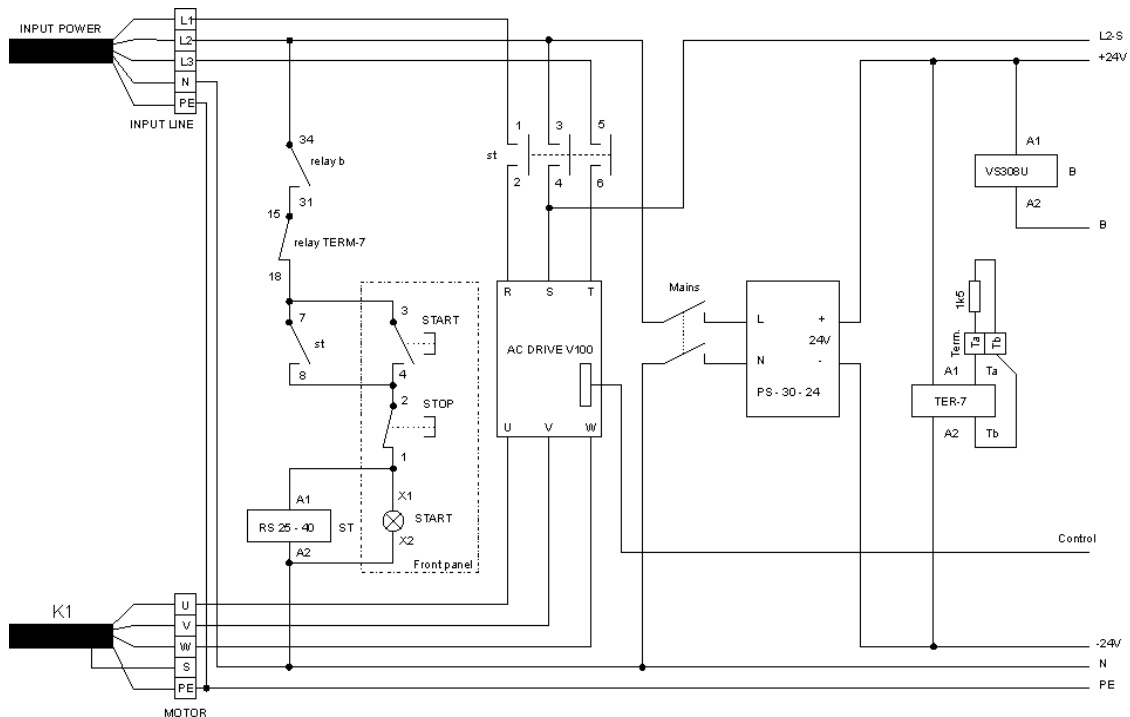 INPUT POWER
L1
L2
L3
N
PE
INPUT LINE
L2-S
+24V
34
relay b
31
15
relay TERM-7
18
7
st
8
3
START
4
2
STOP
1
X1
START
X2
Front panel
A1
RS 25 - 40
ST
A2
st
1
3
5
2
4
6
R
S
T
AC DRIVE V100
U
V
W
Mains
L
+
24V
N
-
PS - 30 - 24
A1
VS308U
B
A2
B
1k5
Term.
Ta
Tb
A1
Ta
TER-7
A2
Tb
Control
K1
U
V
W
S
PE
MOTOR
-24V
N
PE